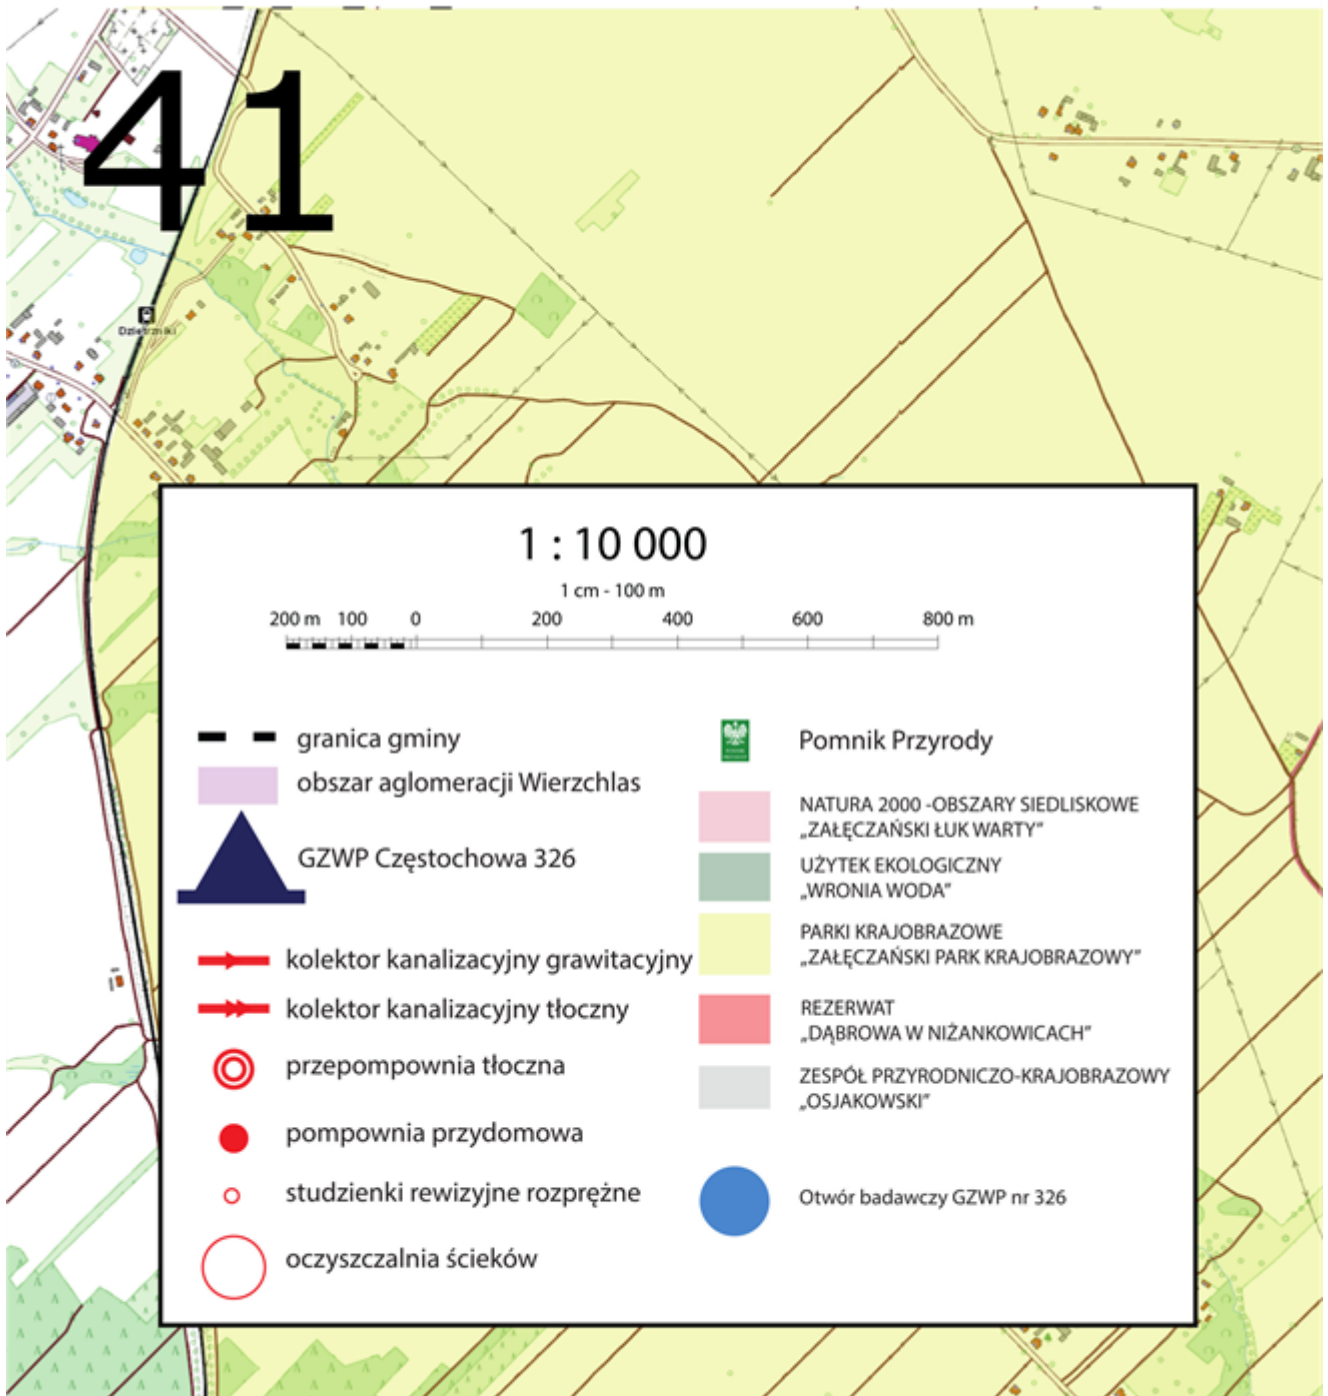 41
Dzietrzniki
1 : 10 000
1 cm - 100 m
200 m 100 0 200 400 600 800 m
granica gminy
obszar aglomeracji Wierzchlas
GZWP Częstochowa 326
kolektor kanalizacyjny grawitacyjny
kolektor kanalizacyjny tłoczny
przepompownia tłoczna
pompownia przydomowa
studzienki rewizyjne rozprężne
oczyszczalnia ścieków
Pomnik Przyrody
NATURA 2000 -OBSZARY SIEDLISKOWE
„ZAŁĘCZAŃSKI ŁUK WARTY”
UŻYTEK EKOLOGICZNY
„WRONIA WODA”
PARKI KRAJOBRAZOWE
„ZAŁĘCZAŃSKI PARK KRAJOBRAZOWY”
REZERWAT
„DĄBROWA W NIŻANKOWICACH”
ZESPÓŁ PRZYRODNICZO-KRAJOBRAZOWY
„OSJAKOWSKI”
Otwór badawczy GZWP nr 326